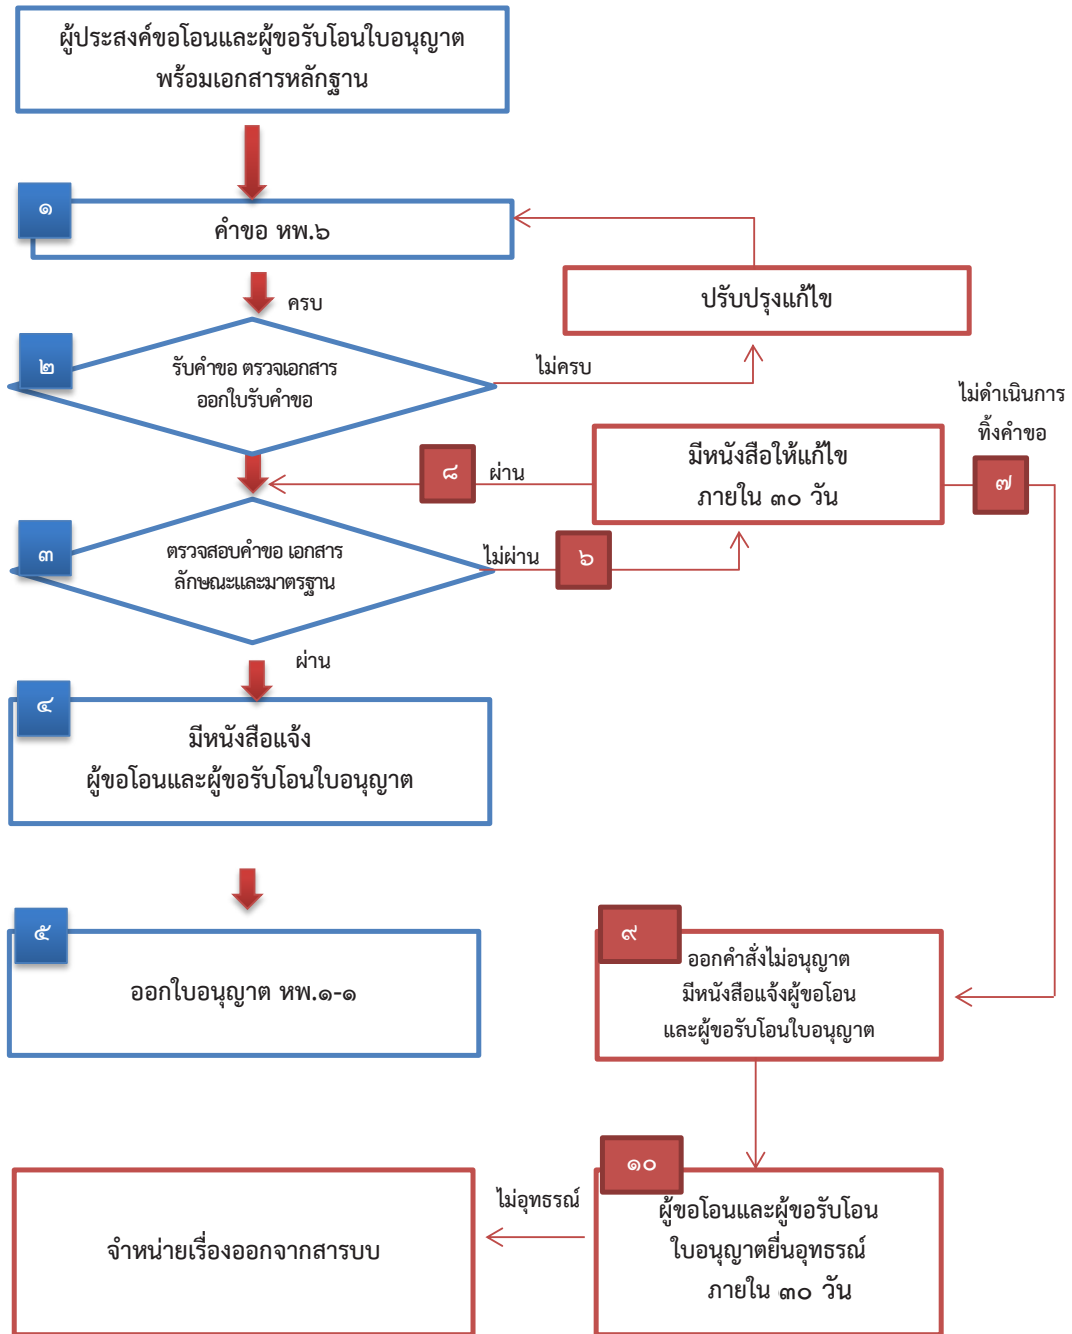 ผู้ประสงค์ขอโอนและผู้ขอรับโอนใบอนุญาต
พร้อมเอกสารหลักฐาน
๑
คำขอ หพ.๖
ครบ
ปรับปรุงแก้ไข
๒
รับคำขอ ตรวจเอกสาร
ออกใบรับคำขอ
ไม่ครบ
ไม่ดำเนินการ
ทิ้งคำขอ
๘
ผ่าน
มีหนังสือให้แก้ไข
ภายใน ๓๐ วัน
๗
๓
ตรวจสอบคำขอ เอกสาร
ลักษณะและมาตรฐาน
ไม่ผ่าน
๖
ผ่าน
๔
มีหนังสือแจ้ง
ผู้ขอโอนและผู้ขอรับโอนใบอนุญาต
๕
ออกใบอนุญาต หพ.๑-๑
๙
ออกคำสั่งไม่อนุญาต
มีหนังสือแจ้งผู้ขอโอน
และผู้ขอรับโอนใบอนุญาต
๑๐
ผู้ขอโอนและผู้ขอรับโอน
ใบอนุญาตยื่นอุทธรณ์
ภายใน ๓๐ วัน
ไม่อุทธรณ์
จำหน่ายเรื่องออกจากสารบบ